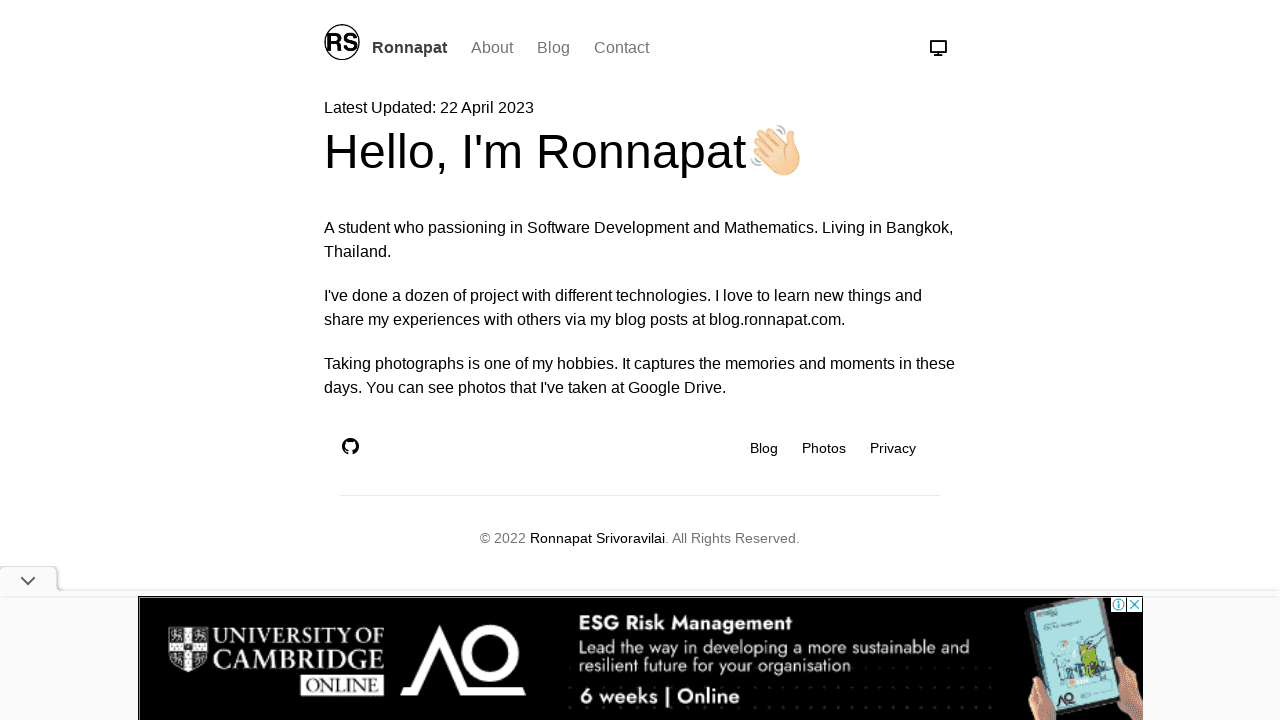 RS Ronnapat About Blog Contact
Latest Updated: 22 April 2023
Hello, I'm Ronnapat👋🏻
A student who passioning in Software Development and Mathematics. Living in Bangkok,
Thailand.
I've done a dozen of project with different technologies. I love to learn new things and
share my experiences with others via my blog posts at blog.ronnapat.com.
Taking photographs is one of my hobbies. It captures the memories and moments in these
days. You can see photos that I've taken at Google Drive.
Blog Photos Privacy
© 2022 Ronnapat Srivoravilai. All Rights Reserved.
UNIVERSITY OF
CAMBRIDGE
ONLINE
AO
ESG Risk Management
Lead the way in developing a more sustainable and
resilient future for your organisation
6 weeks | Online